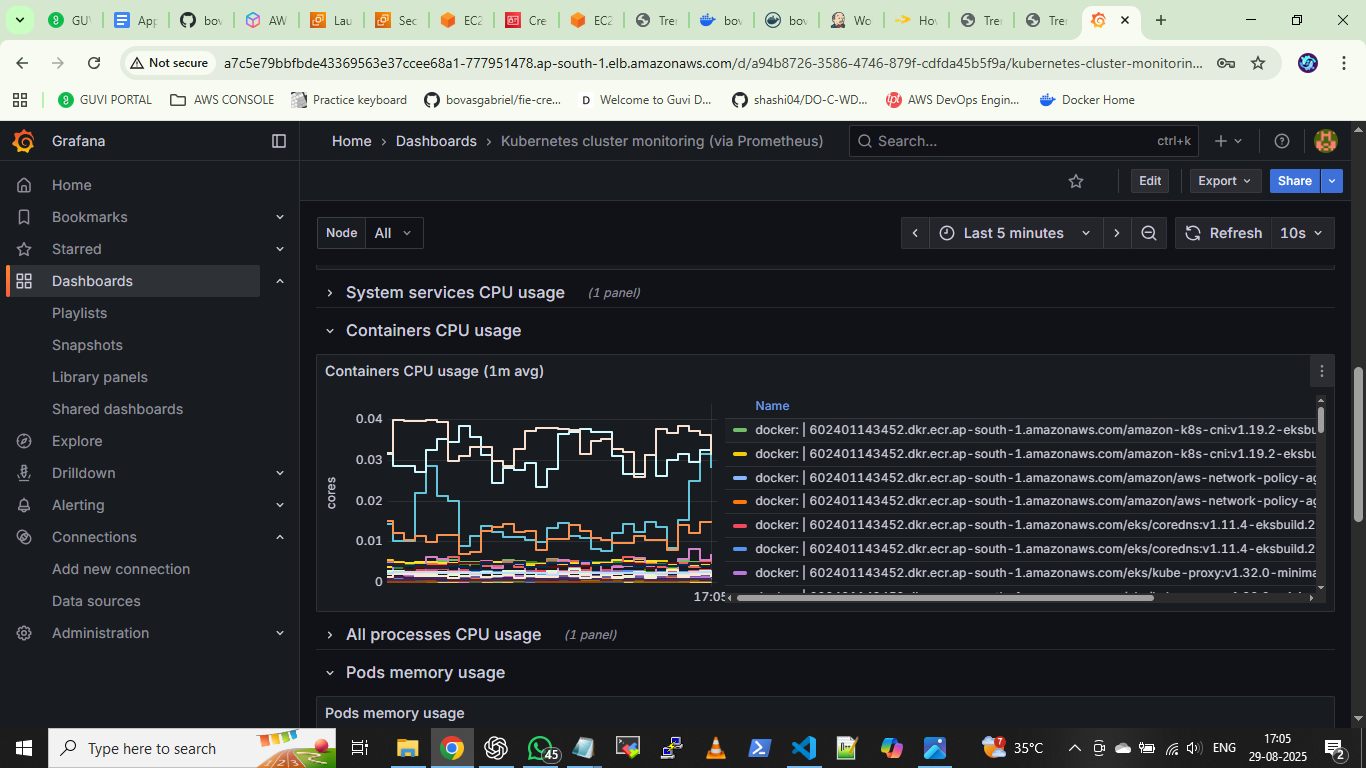 GUV
App
bov
AW
Lau
Sec
EC2
Cre
EC2
Tre
bov
bov
Wo
Hov
Tre
Tre
Not secure
a7c5e79bbfbde43369563e37ccee68a1-777951478.ap-south-1.elb.amazonaws.com/d/a94b8726-3586-4746-879f-cdfda45b5f9a/kubernetes-cluster-monitorin...
GUVI PORTAL
AWS CONSOLE
Practice keyboard
bovasgabriel/fie-cre...
Welcome to Guvi D...
shashi04/DO-C-WD...
AWS DevOps Engin...
Docker Home
Grafana
Home › Dashboards › Kubernetes cluster monitoring (via Prometheus)
Search...
ctrl+k
Edit
Export
Share
Home
Bookmarks
Starred
Dashboards
Playlists
Snapshots
Library panels
Shared dashboards
Explore
Drilldown
Alerting
Connections
Add new connection
Data sources
Administration
Node
All
Last 5 minutes
Refresh
10s
System services CPU usage (1 panel)
Containers CPU usage
Containers CPU usage (1m avg)
cores
0.04
0.03
0.02
0.01
0
17:05
Name
docker: | 602401143452.dkr.ecr.ap-south-1.amazonaws.com/amazon-k8s-cni:v1.19.2-eksbu
docker: | 602401143452.dkr.ecr.ap-south-1.amazonaws.com/amazon-k8s-cni:v1.19.2-eksbu
docker: | 602401143452.dkr.ecr.ap-south-1.amazonaws.com/amazon/aws-network-policy-ag
docker: | 602401143452.dkr.ecr.ap-south-1.amazonaws.com/amazon/aws-network-policy-ag
docker: | 602401143452.dkr.ecr.ap-south-1.amazonaws.com/eks/coredns:v1.11.4-eksbuild.2
docker: | 602401143452.dkr.ecr.ap-south-1.amazonaws.com/eks/coredns:v1.11.4-eksbuild.2
docker: | 602401143452.dkr.ecr.ap-south-1.amazonaws.com/eks/kube-proxy:v1.32.0-minima
All processes CPU usage (1 panel)
Pods memory usage
Pods memory usage
Type here to search
45
7
35°C
ENG
17:05
29-08-2025
2